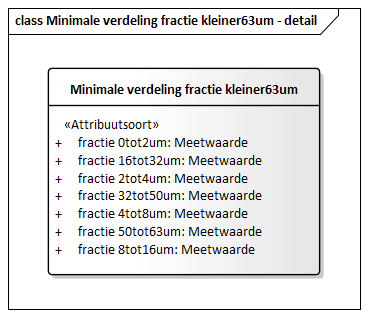 class Minimale verdeling fractie kleiner63um - detail
Minimale verdeling fractie kleiner63um
«Attribuutsoort»
+ fractie 0tot2um: Meetwaarde
+ fractie 16tot32um: Meetwaarde
+ fractie 2tot4um: Meetwaarde
+ fractie 32tot50um: Meetwaarde
+ fractie 4tot8um: Meetwaarde
+ fractie 50tot63um: Meetwaarde
+ fractie 8tot16um: Meetwaarde